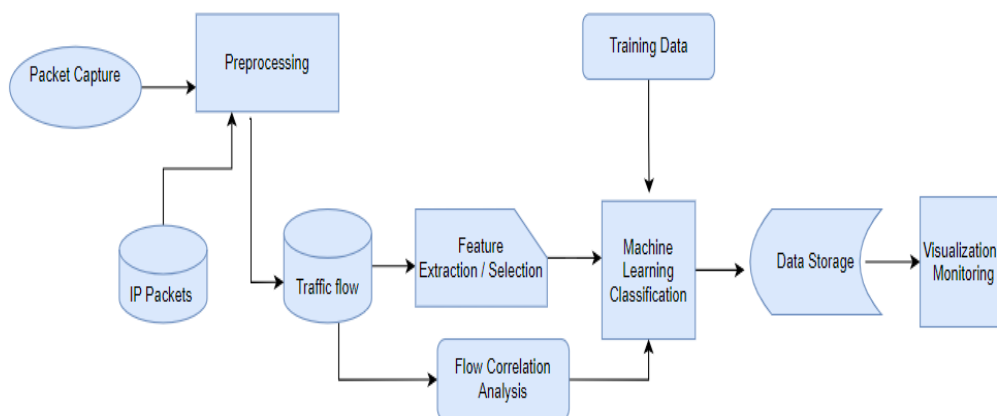 Packet Capture
Preprocessing
Training Data
IP Packets
Traffic flow
Feature
Extraction / Selection
Flow Correlation
Analysis
Machine
Learning
Classification
Data Storage
Visualization
Monitoring